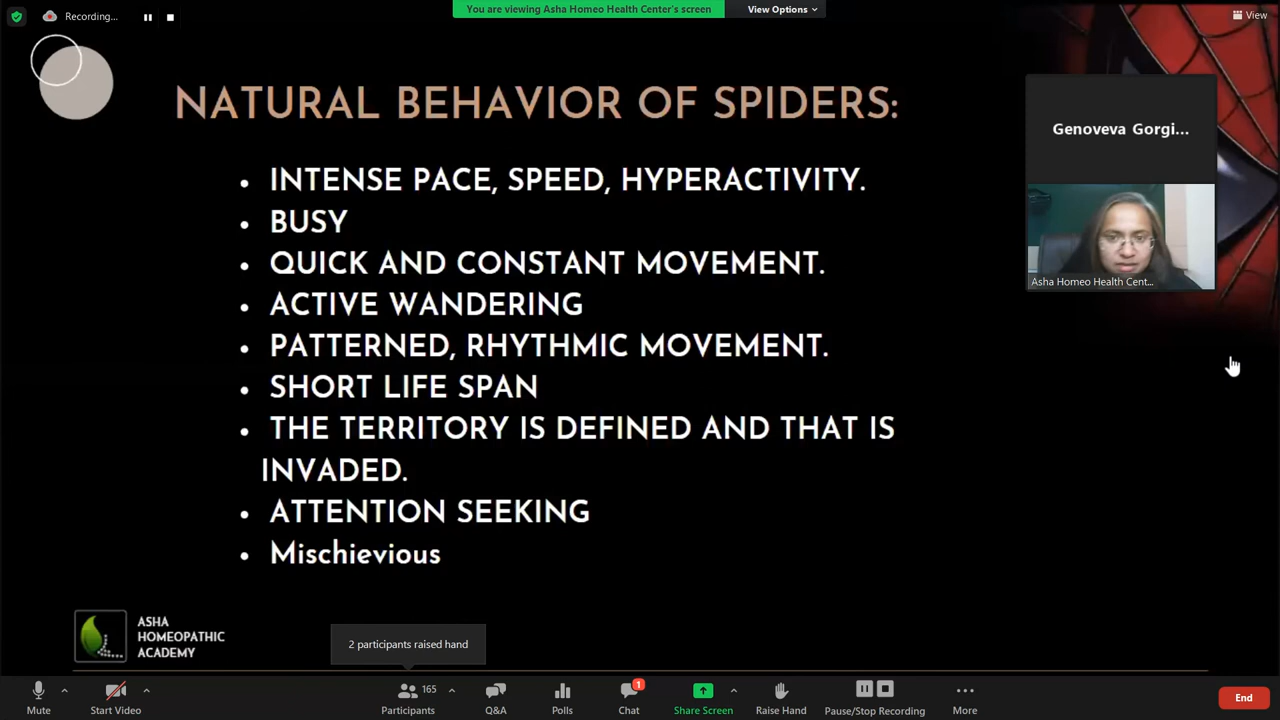 Recording...
You are viewing Asha Homeo Health Center's screen
View Options
View
NATURAL BEHAVIOR OF SPIDERS:
Genoveva Gorgi...
Asha Homeo Health Cent...
• INTENSE PACE, SPEED, HYPERACTIVITY.
• BUSY
• QUICK AND CONSTANT MOVEMENT.
• ACTIVE WANDERING
• PATTERNED, RHYTHMIC MOVEMENT.
• SHORT LIFE SPAN
• THE TERRITORY IS DEFINED AND THAT IS
INVADED.
• ATTENTION SEEKING
• Mischievious
ASHA
HOMEOPATHIC
ACADEMY
2 participants raised hand
165
1
Mute
Start Video
Participants
Q&A
Polls
Chat
Share Screen
Raise Hand
Pause/Stop Recording
More
End